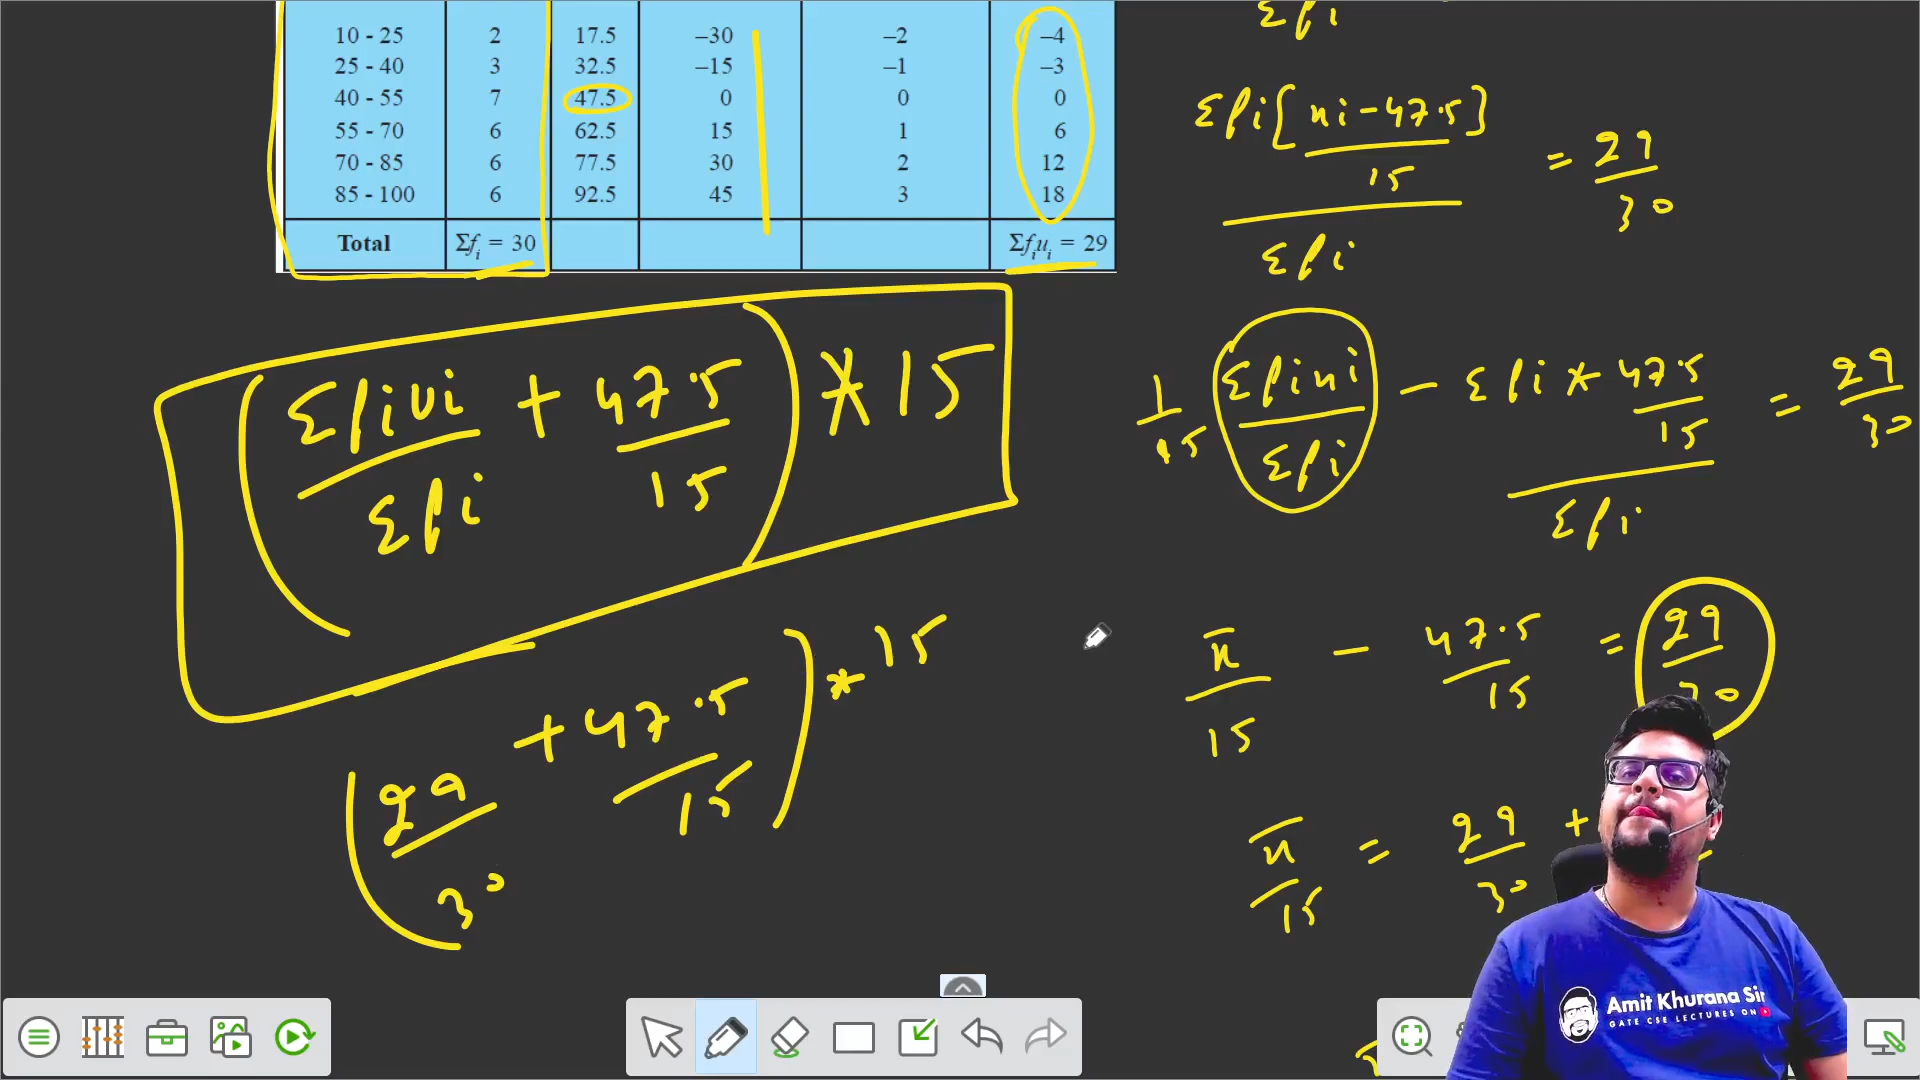 Σfi
10 - 25 2 17.5 –30 –2 –4
25 - 40 3 32.5 –15 –1 –3
40 - 55 7 47.5 0 0 0
55 - 70 6 62.5 15 1 6
70 - 85 6 77.5 30 2 12
85 - 100 6 92.5 45 3 18
Total Σfi = 30 Σfiui = 29
Σfi[xi - 47.5]
15
= 29
30
Σfi
(Σfiui + 47.5) * 15
Σfi 15
1 Σfixi - Σfi * 47.5 = 29
15 Σfi 15 30
Σfi
x̄ - 47.5 = 29
15 15 30
(29 + 47.5) * 15
30 15
x̄ = 29 +
15 30
Amit Khurana Sir
GATE CSE LECTURES ON